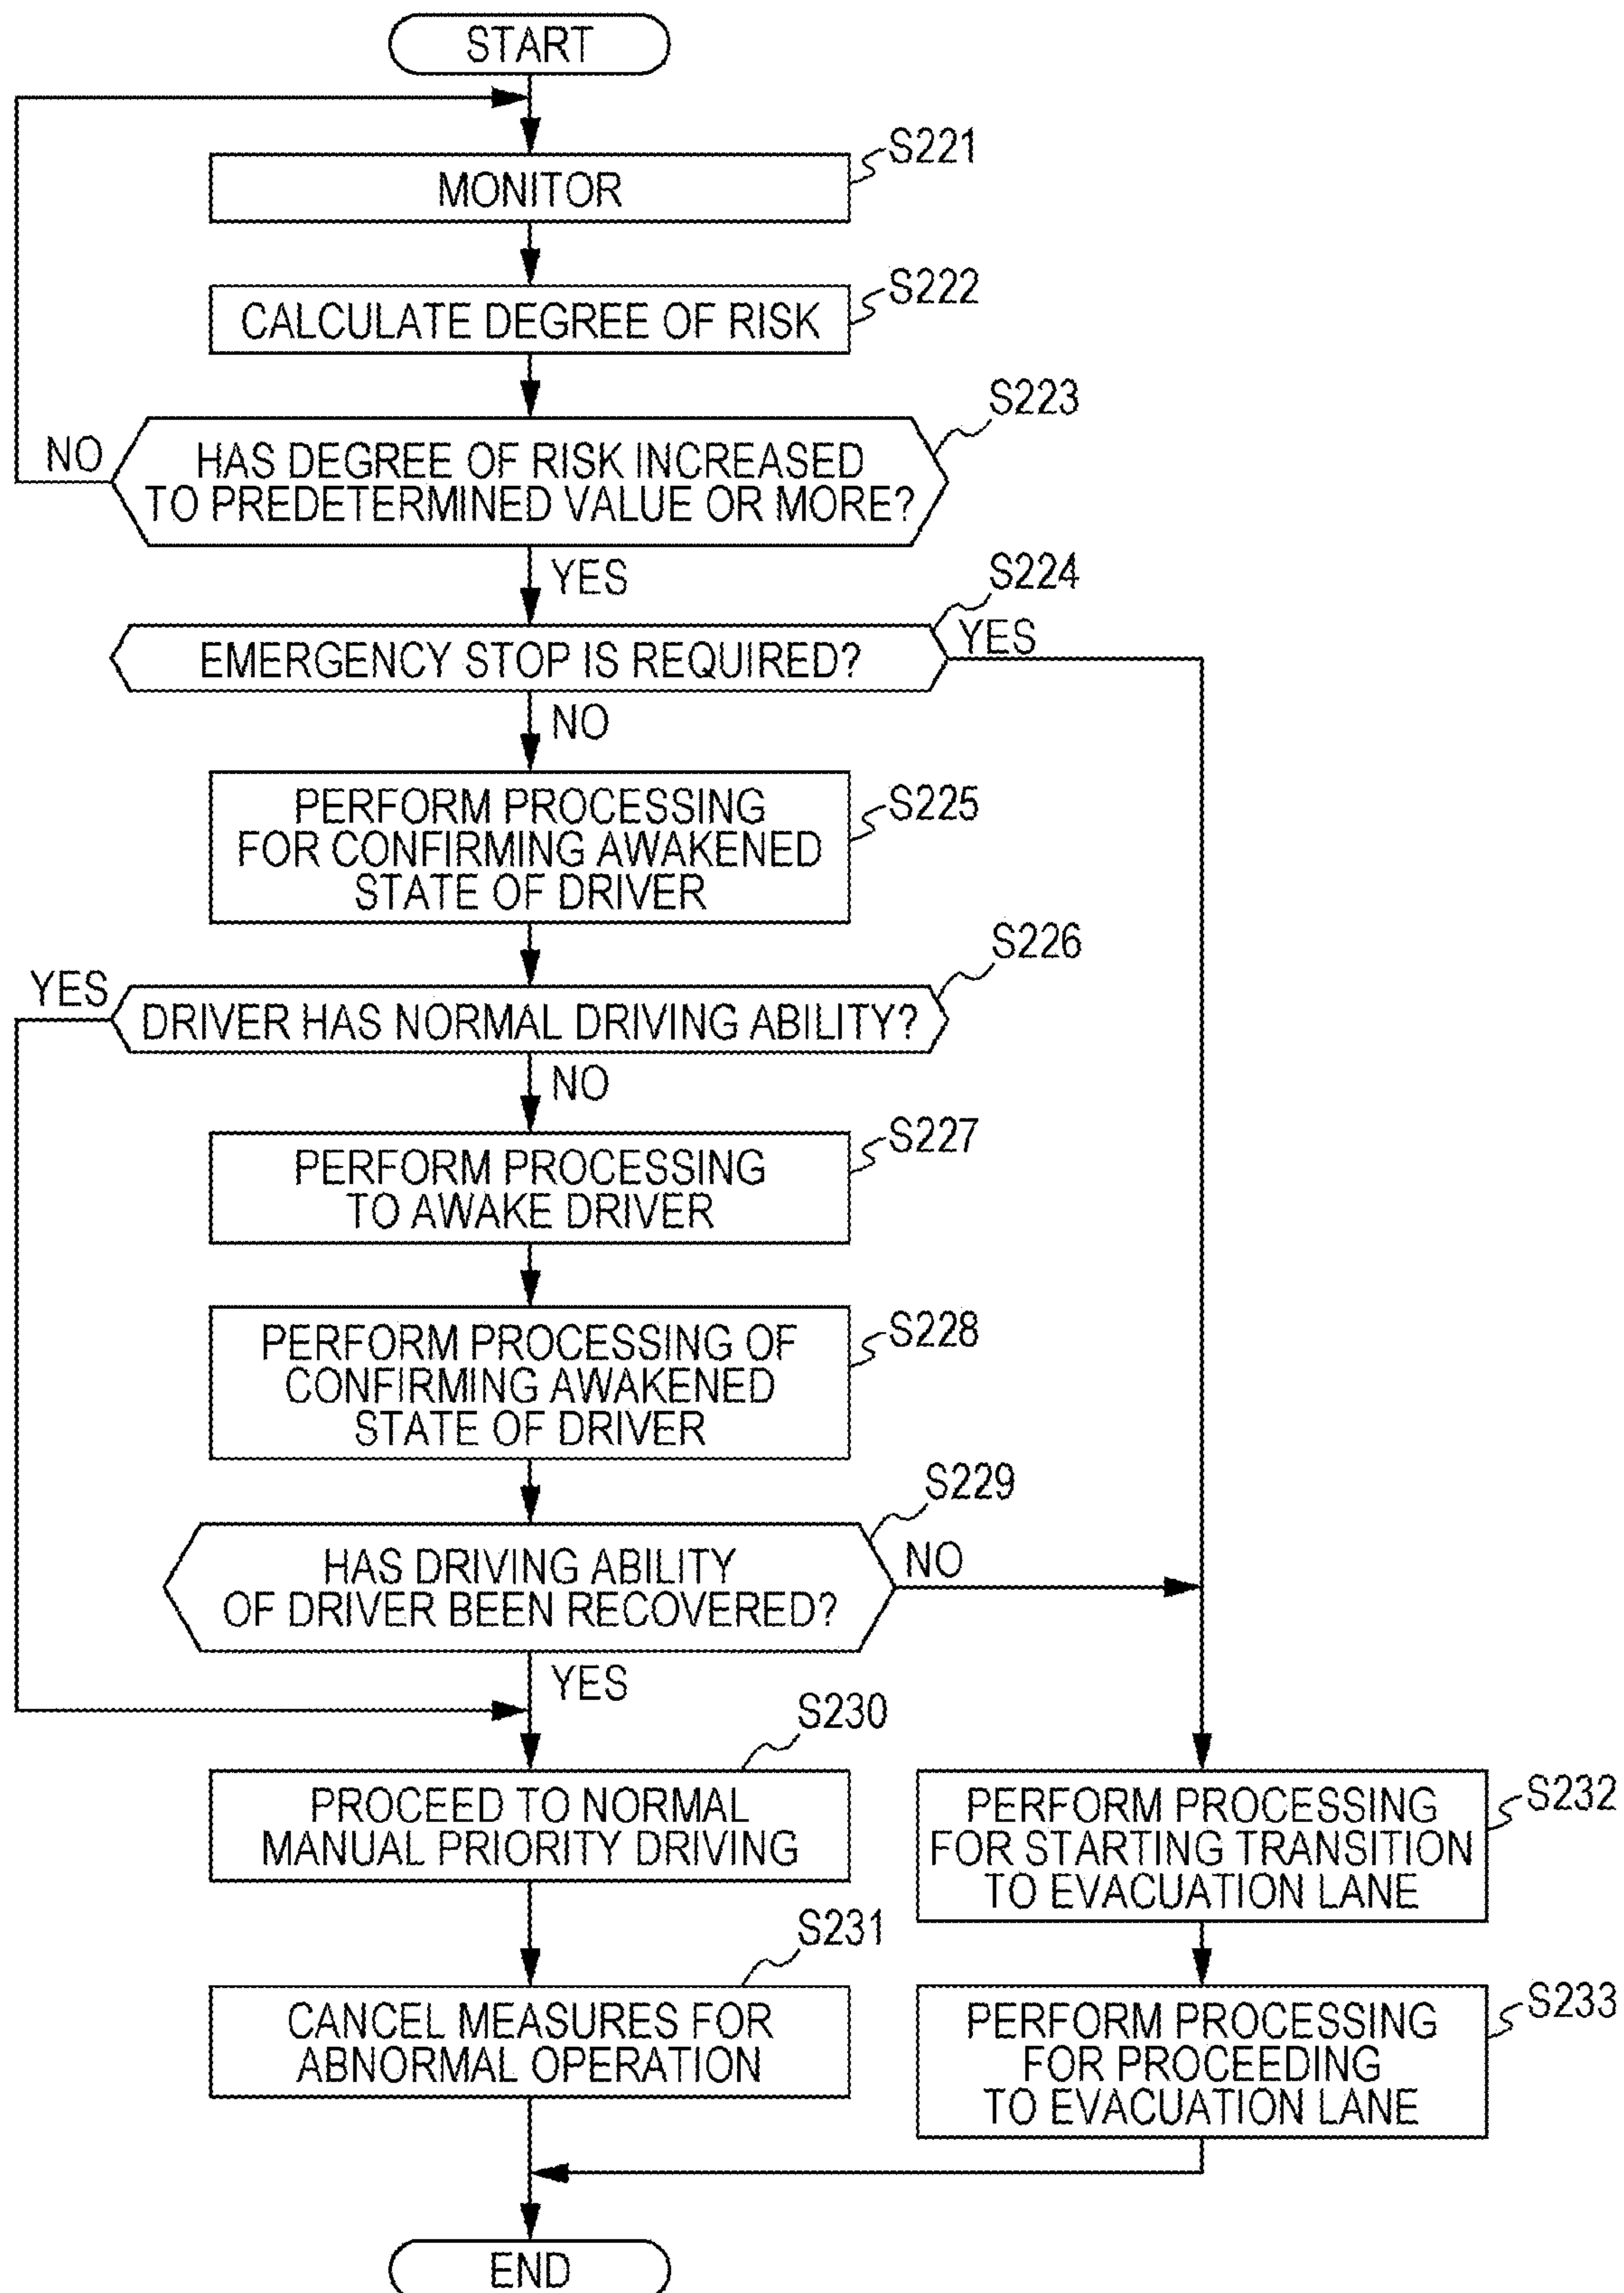 START
S221
MONITOR
S222
CALCULATE DEGREE OF RISK
S223
NO
HAS DEGREE OF RISK INCREASED
TO PREDETERMINED VALUE OR MORE?
YES
S224
EMERGENCY STOP IS REQUIRED?
YES
NO
PERFORM PROCESSING
FOR CONFIRMING AWAKENED
STATE OF DRIVER
S225
S226
YES
DRIVER HAS NORMAL DRIVING ABILITY?
NO
S227
PERFORM PROCESSING
TO AWAKE DRIVER
S228
PERFORM PROCESSING OF
CONFIRMING AWAKENED
STATE OF DRIVER
S229
HAS DRIVING ABILITY
OF DRIVER BEEN RECOVERED?
NO
YES
S230
PROCEED TO NORMAL
MANUAL PRIORITY DRIVING
S232
PERFORM PROCESSING
FOR STARTING TRANSITION
TO EVACUATION LANE
S231
CANCEL MEASURES FOR
ABNORMAL OPERATION
S233
PERFORM PROCESSING
FOR PROCEEDING
TO EVACUATION LANE
END